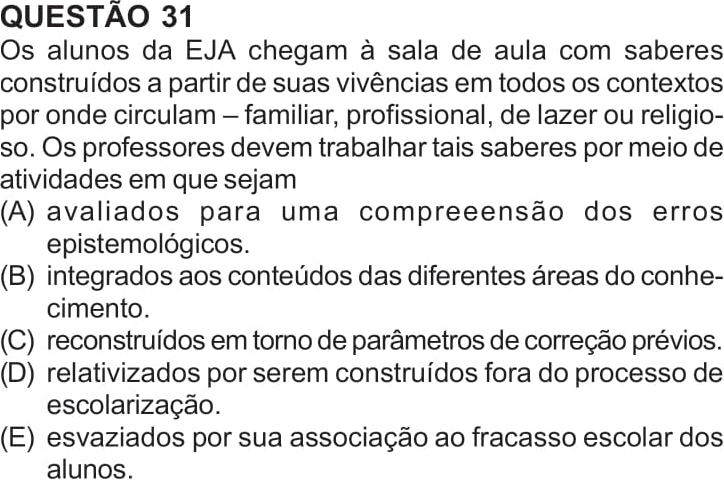 QUESTÃO 31
Os alunos da EJA chegam à sala de aula com saberes
construídos a partir de suas vivências em todos os contextos
por onde circulam – familiar, profissional, de lazer ou religio-
so. Os professores devem trabalhar tais saberes por meio de
atividades em que sejam
(A) avaliados para uma compreeensão dos erros
epistemológicos.
(B) integrados aos conteúdos das diferentes áreas do conhe-
cimento.
(C) reconstruídos em torno de parâmetros de correção prévios.
(D) relativizados por serem construídos fora do processo de
escolarização.
(E) esvaziados por sua associação ao fracasso escolar dos
alunos.